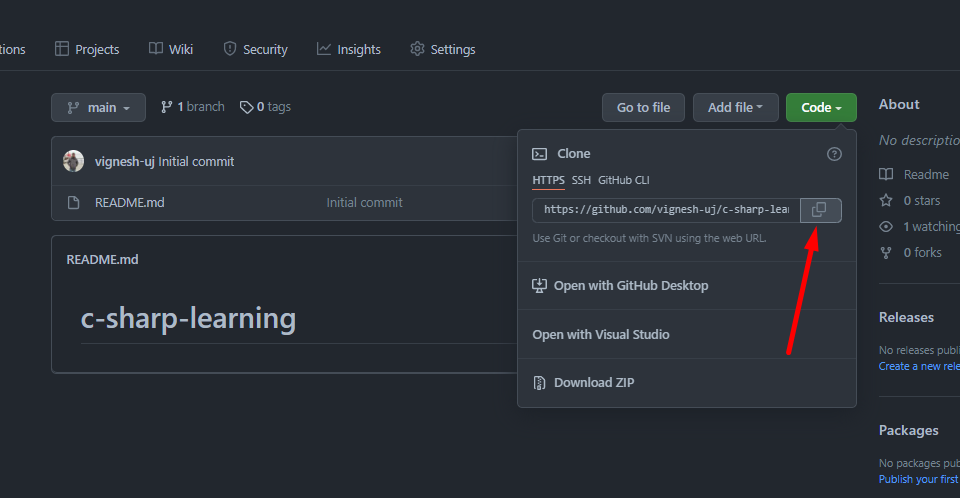 tions Projects Wiki Security Insights Settings
main 1 branch 0 tags Go to file Add file Code
About
No descriptio
vignesh-uj Initial commit
README.md Initial commit
Clone
HTTPS SSH GitHub CLI
https://github.com/vignesh-uj/c-sharp-lea
Use Git or checkout with SVN using the web URL.
Open with GitHub Desktop
Open with Visual Studio
Download ZIP
README.md
c-sharp-learning
Readme
0 stars
1 watching
0 forks
Releases
No releases publi
Create a new rele
Packages
No packages pub
Publish your first